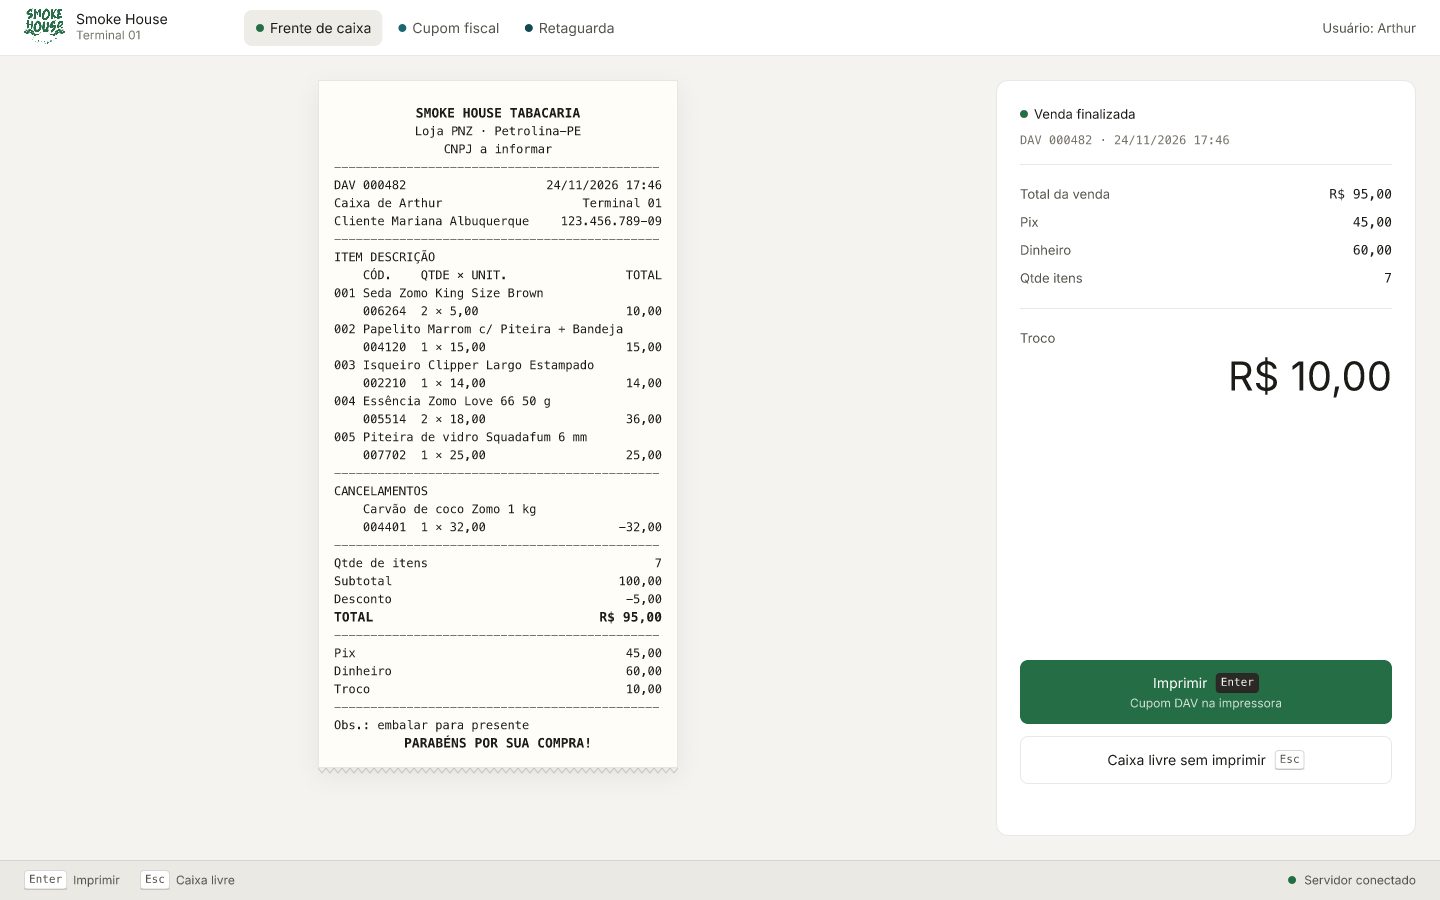 SMOKE HOUSE
Smoke House
Terminal 01
Frente de caixa
Cupom fiscal
Retaguarda
Usuário: Arthur
SMOKE HOUSE TABACARIA
Loja PNZ · Petrolina-PE
CNPJ a informar
DAV 000482 24/11/2026 17:46
Caixa de Arthur Terminal 01
Cliente Mariana Albuquerque 123.456.789-09
ITEM DESCRIÇÃO
CÓD. QTDE × UNIT. TOTAL
001 Seda Zomo King Size Brown
006264 2 × 5,00 10,00
002 Papelito Marrom c/ Piteira + Bandeja
004120 1 × 15,00 15,00
003 Isqueiro Clipper Largo Estampado
002210 1 × 14,00 14,00
004 Essência Zomo Love 66 50 g
005514 2 × 18,00 36,00
005 Piteira de vidro Squadafum 6 mm
007702 1 × 25,00 25,00
CANCELAMENTOS
Carvão de coco Zomo 1 kg
004401 1 × 32,00 −32,00
Qtde de itens 7
Subtotal 100,00
Desconto −5,00
TOTAL R$ 95,00
Pix 45,00
Dinheiro 60,00
Troco 10,00
Obs.: embalar para presente
PARABÉNS POR SUA COMPRA!
Venda finalizada
DAV 000482 · 24/11/2026 17:46
Total da venda R$ 95,00
Pix 45,00
Dinheiro 60,00
Qtde itens 7
Troco
R$ 10,00
Imprimir Enter
Cupom DAV na impressora
Caixa livre sem imprimir Esc
Enter Imprimir Esc Caixa livre
Servidor conectado